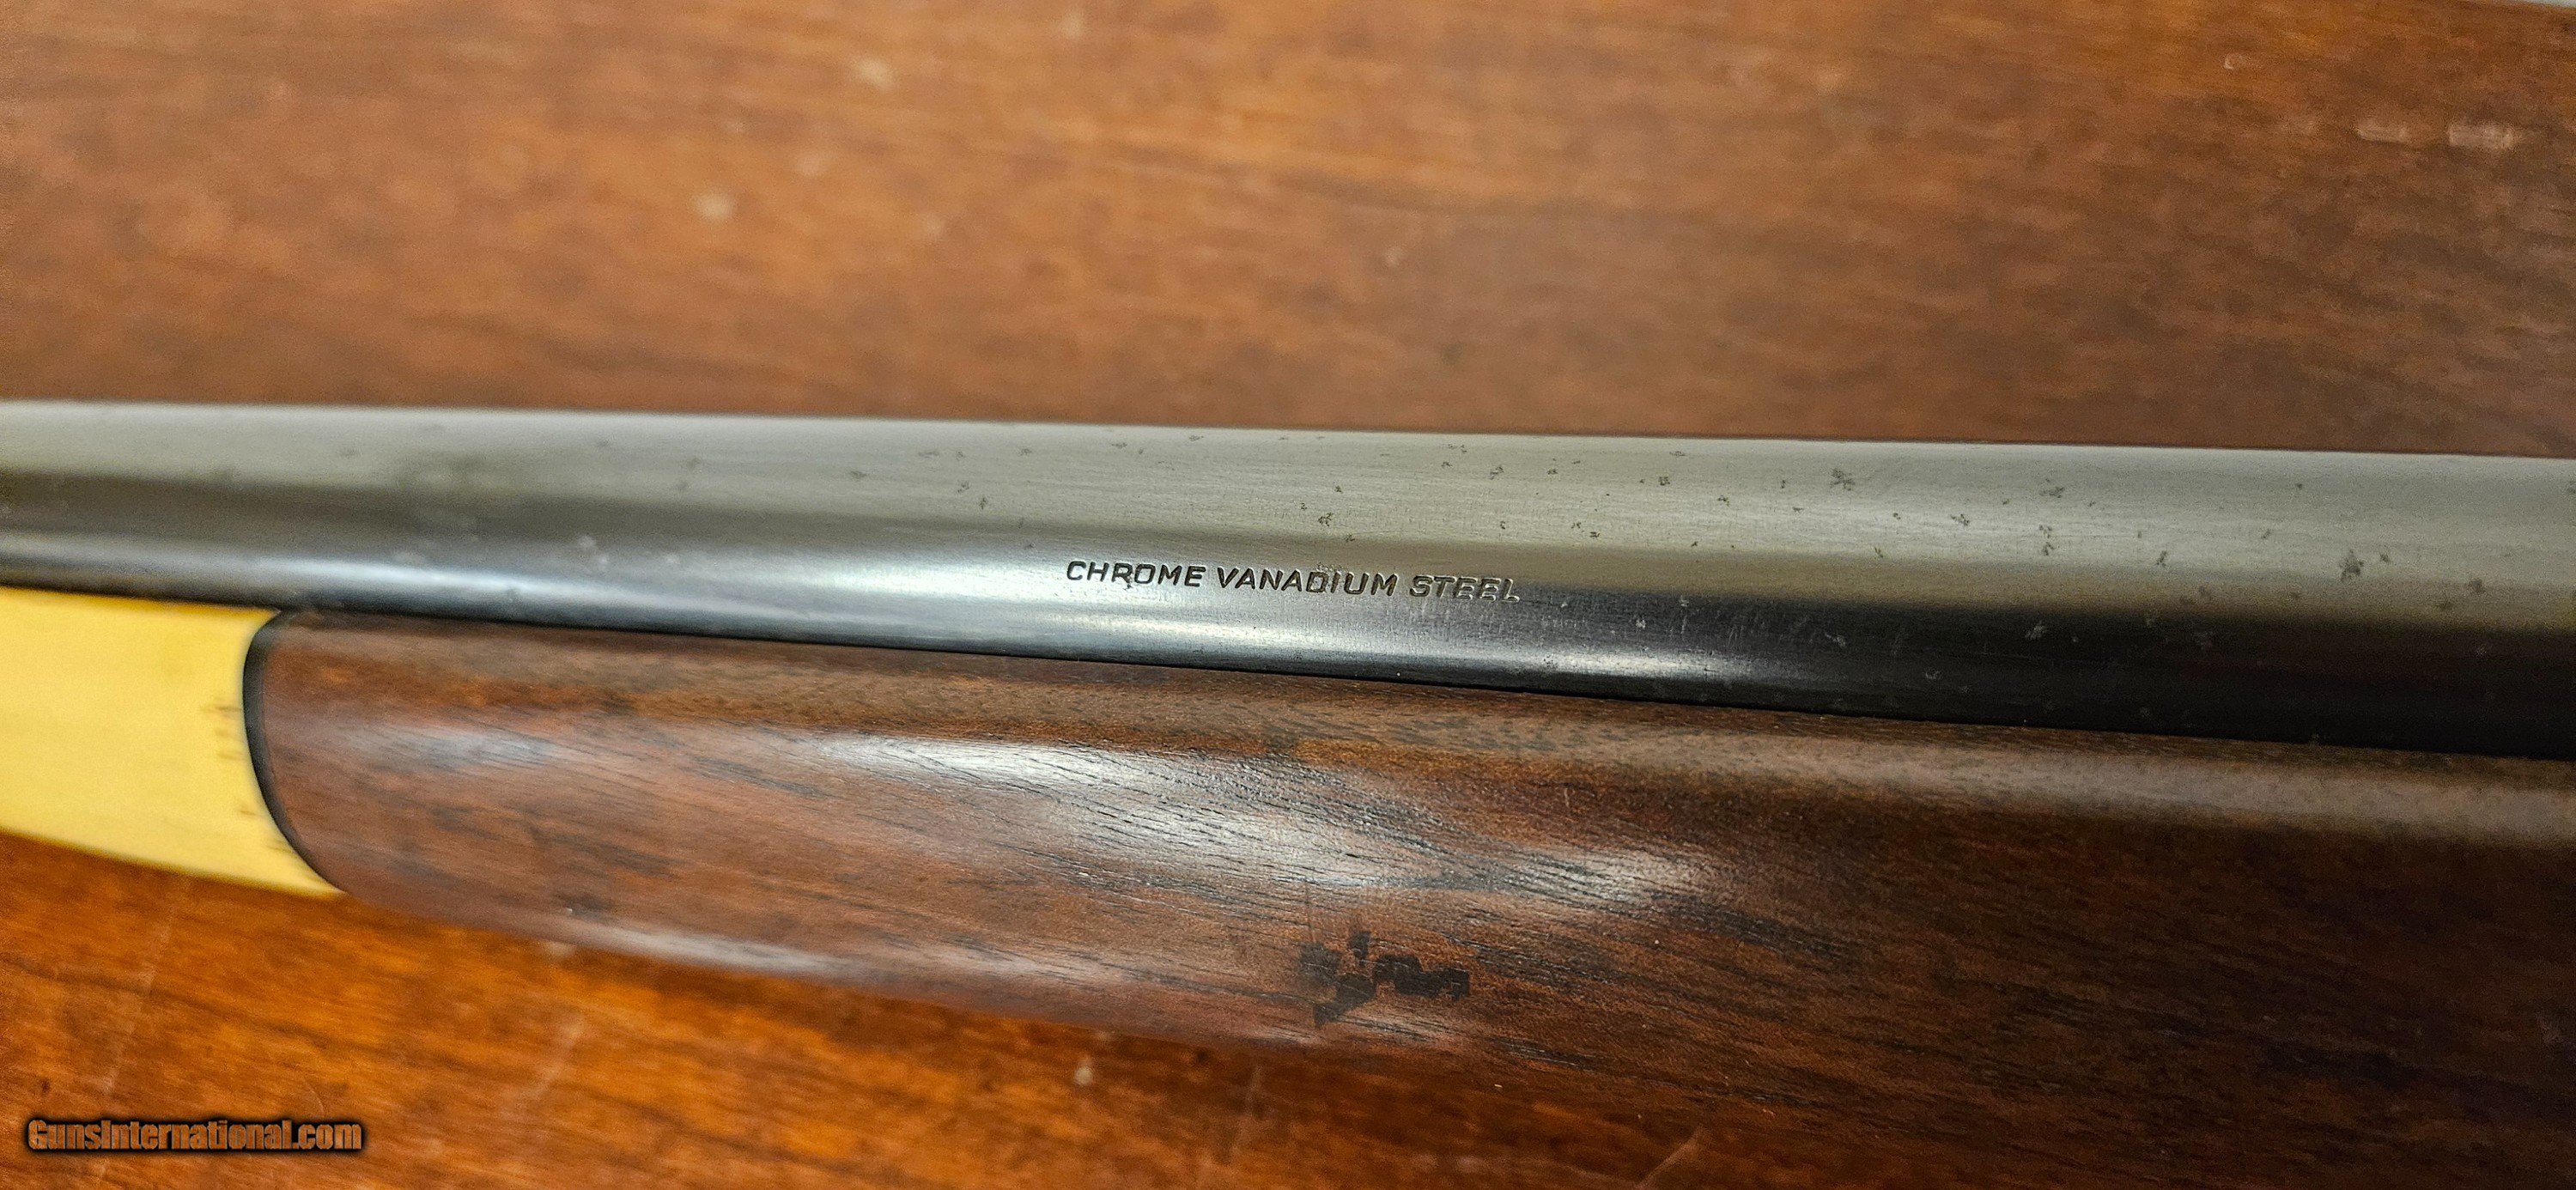 CHROME VANADIUM STEEL
GunsInternational.com